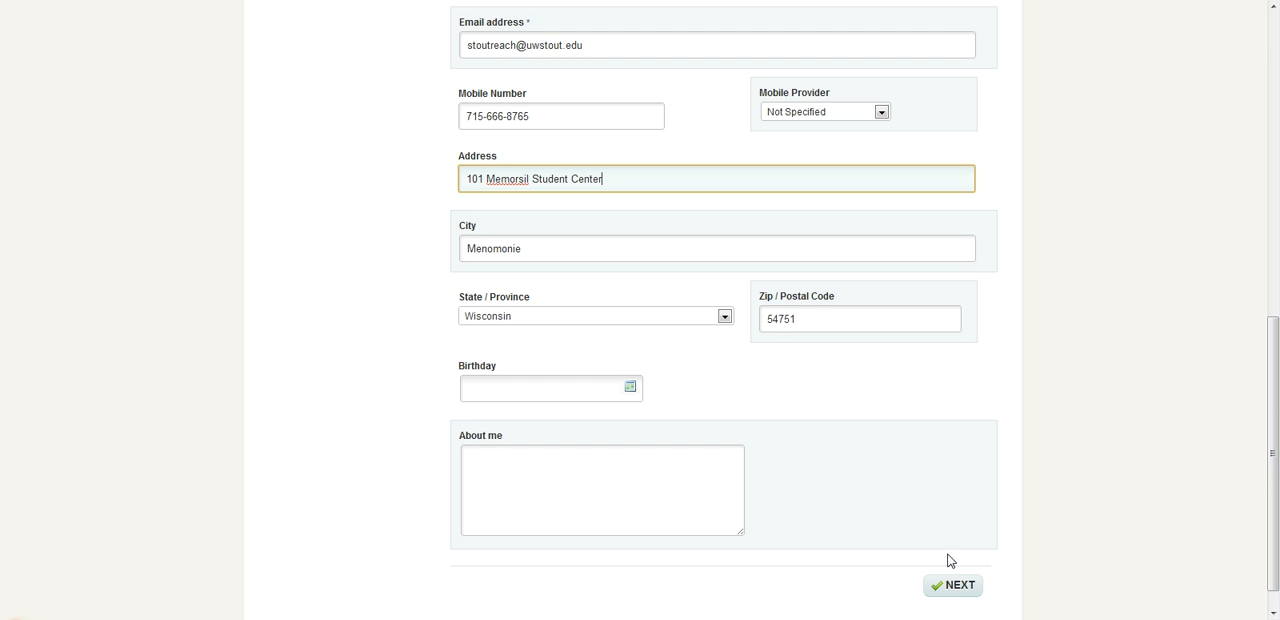 Email address *
stoutreach@uwstout.edu
Mobile Number
Mobile Provider
715-666-8765
Not Specified
Address
101 Memorsil Student Center
City
Menomonie
State / Province
Zip / Postal Code
Wisconsin
54751
Birthday
About me
NEXT